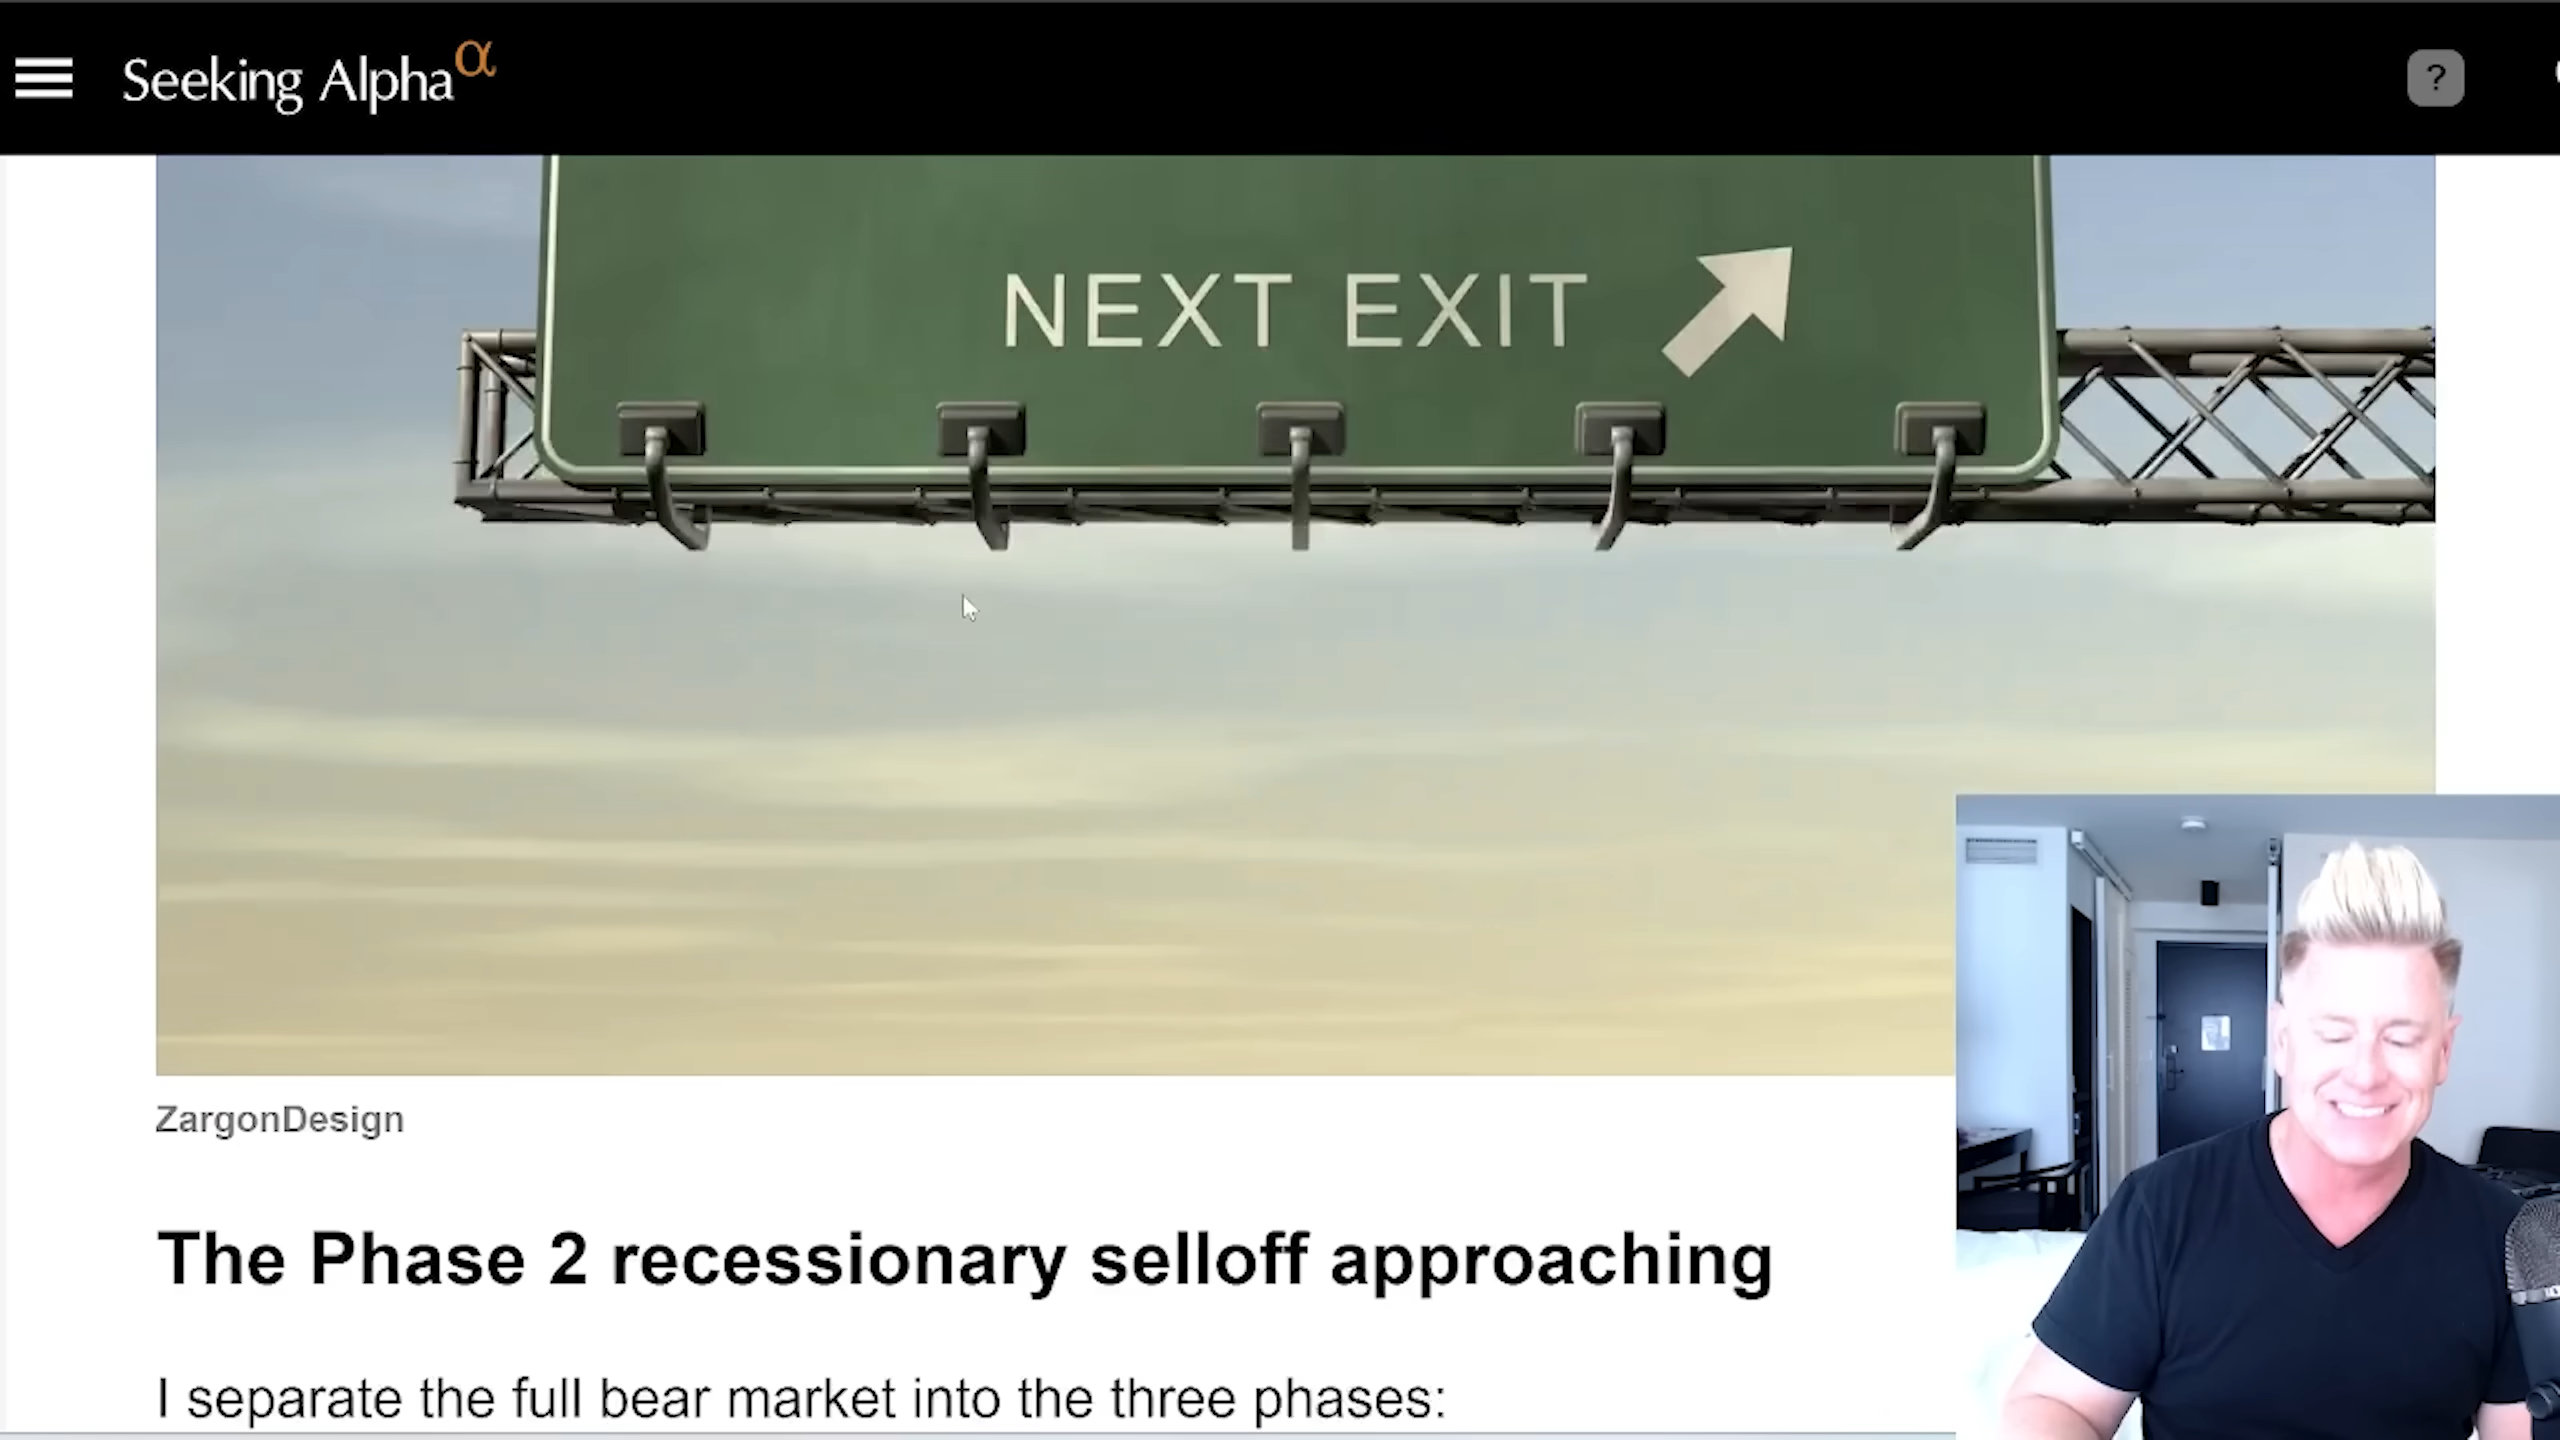 Seeking Alpha α
?
NEXT EXIT
ZargonDesign
The Phase 2 recessionary selloff approaching
I separate the full bear market into the three phases: